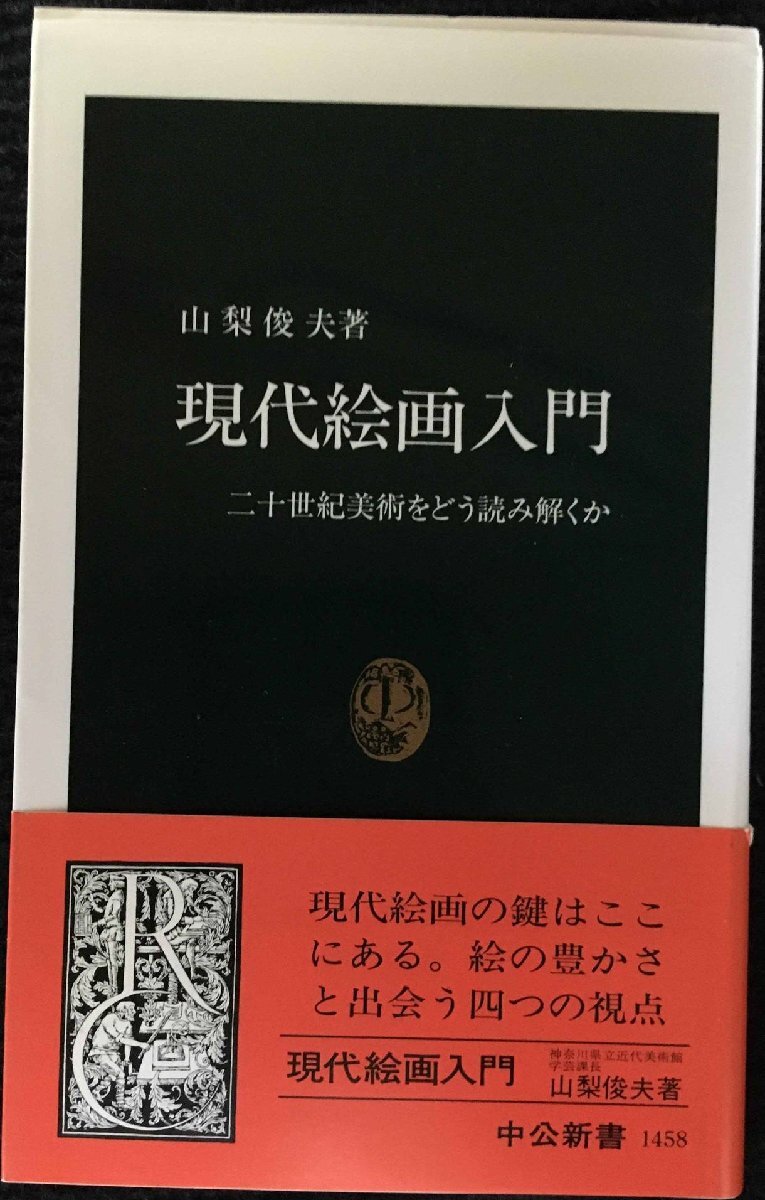 山梨俊夫著
現代絵画入門
二十世紀美術をどう読み解くか
R
C
現代絵画の鍵はここ
にある。絵の豊かさ
と出会う四つの視点
現代絵画入門
神奈川県立近代美術館
学芸課長
山梨俊夫著
中公新書 1458